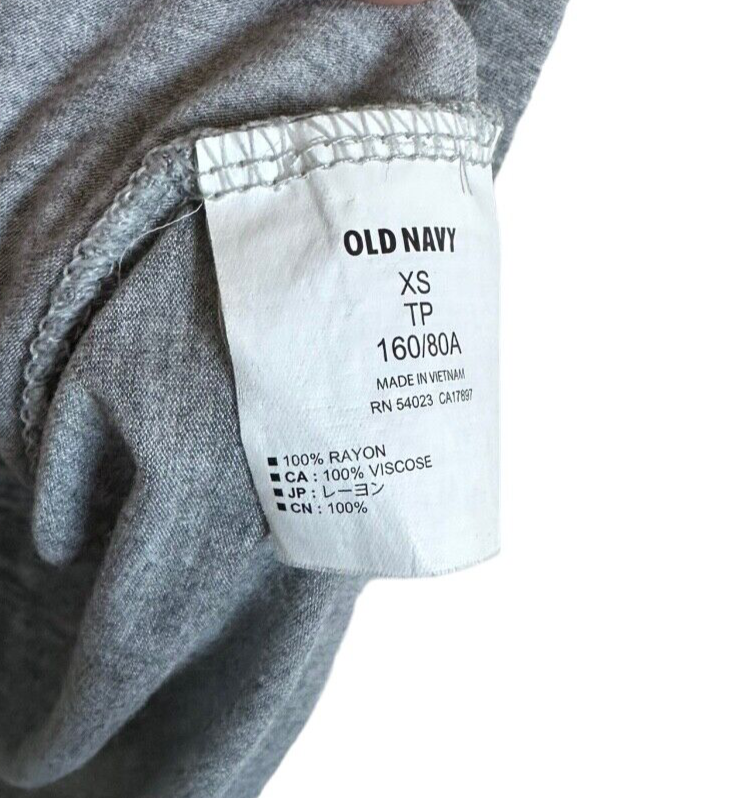 OLD NAVY
XS
TP
160/80A
MADE IN VIETNAM
RN 54023 CA17897
■ 100% RAYON
■ CA : 100% VISCOSE
■ JP : レーヨン
■ CN : 100%